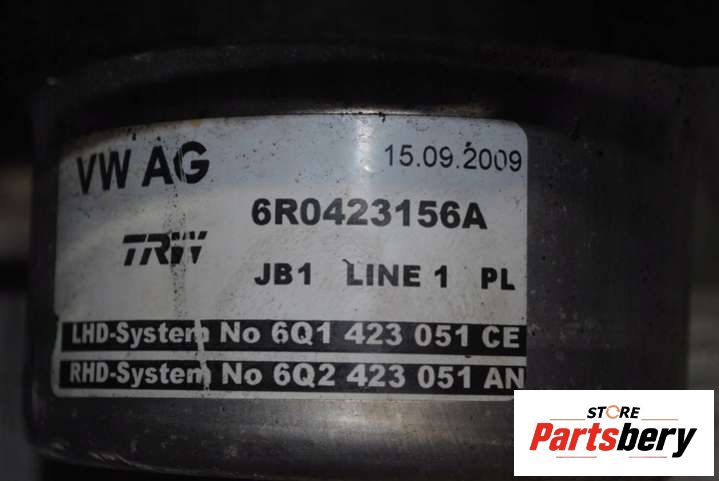 VW AG
15.09.2009
6R0423156A
TRW
JB1 LINE 1 PL
LHD-System No 6Q1 423 051 CE
RHD-System No 6Q2 423 051 AN
STORE
Partsbery